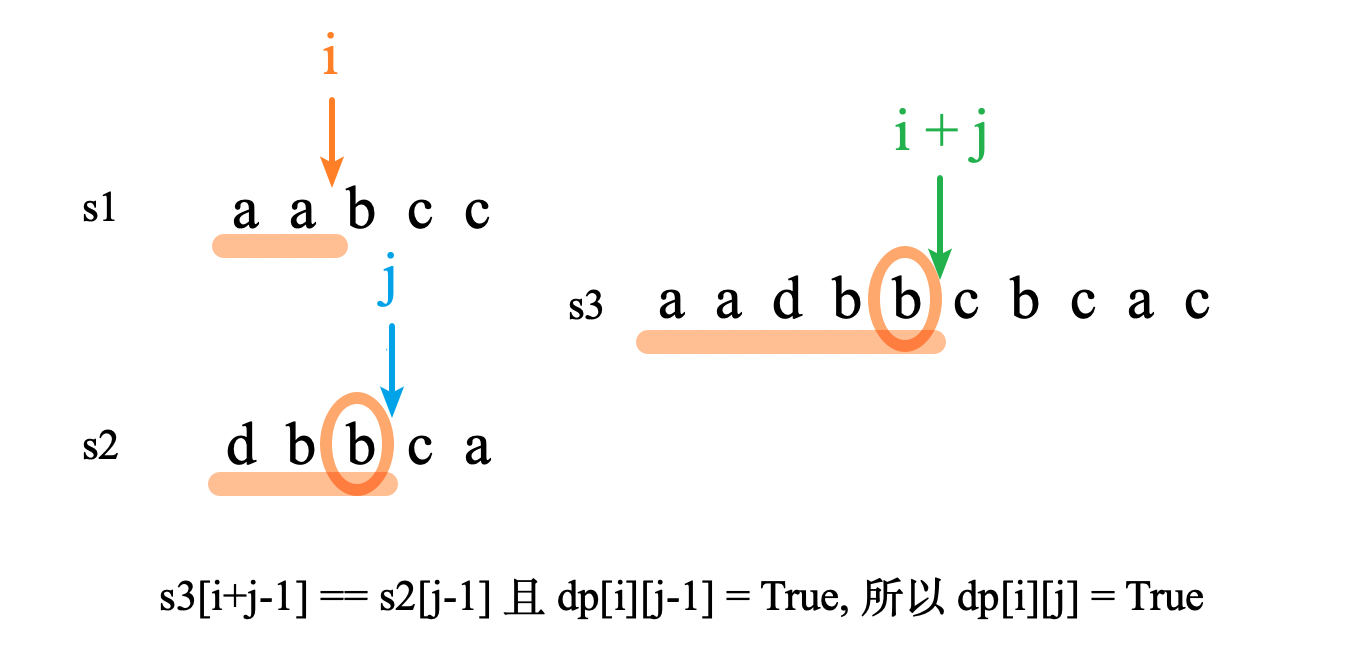 i
s1 a a b c c
j
s2 d b b c a
i + j
s3 a a d b b c b c a c
s3[i+j-1] == s2[j-1] 且 dp[i][j-1] = True, 所以 dp[i][j] = True